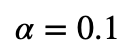 α = 0.1